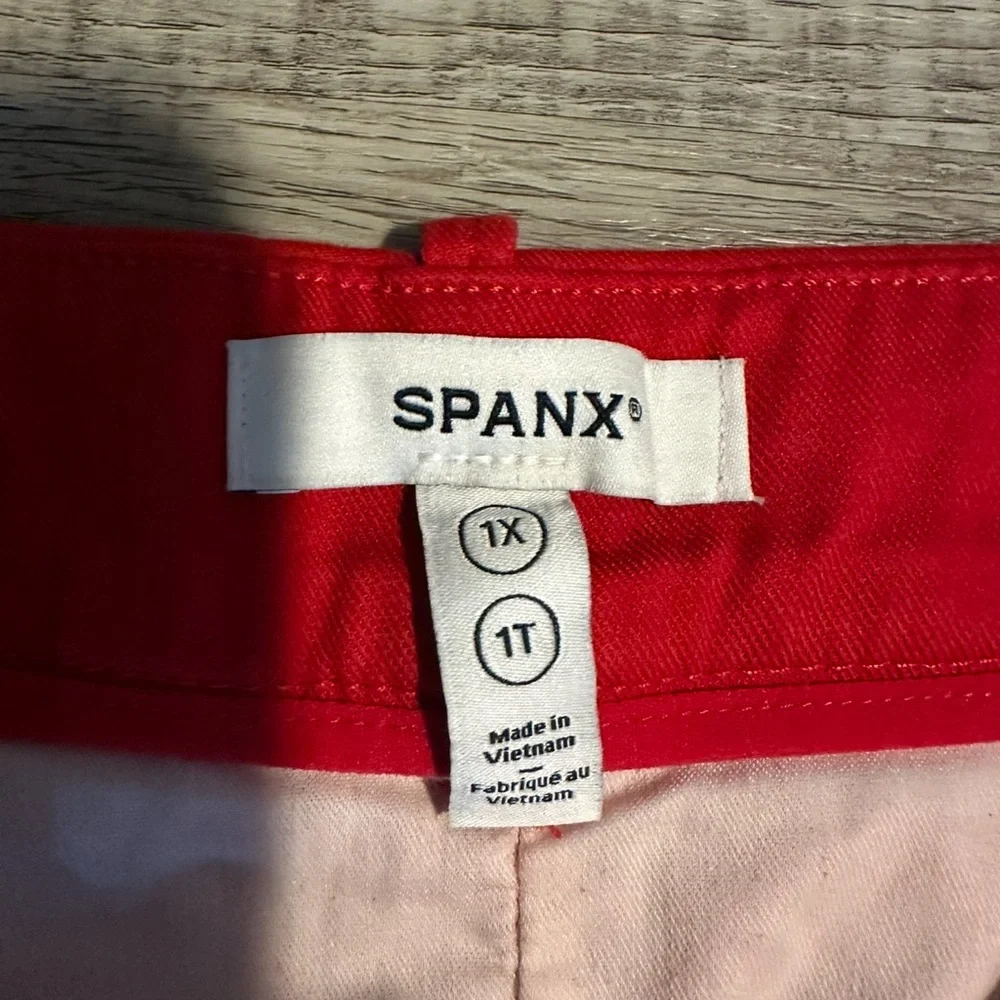 SPANX®
1X
1T
Made in
Vietnam
—
Fabriqué au
Vietnam